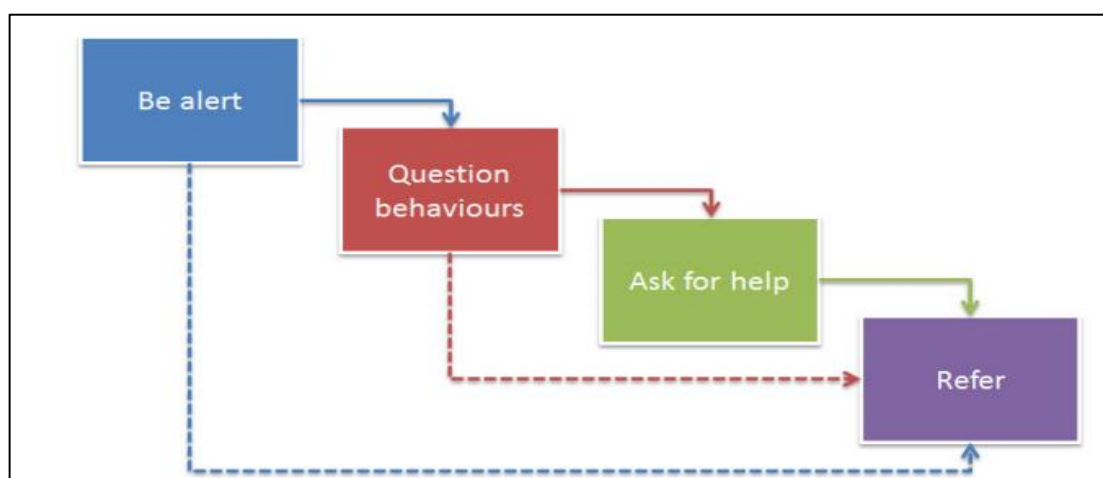 Be alert
Question
behaviours
Ask for help
Refer